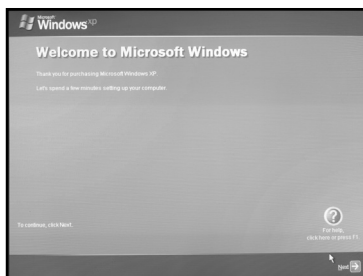 Microsoft
Windows xp
Welcome to Microsoft Windows
Thank you for purchasing Microsoft Windows XP.
Let's spend a few minutes setting up your computer.
To continue, click Next.
For help,
click here or press F1.
Next